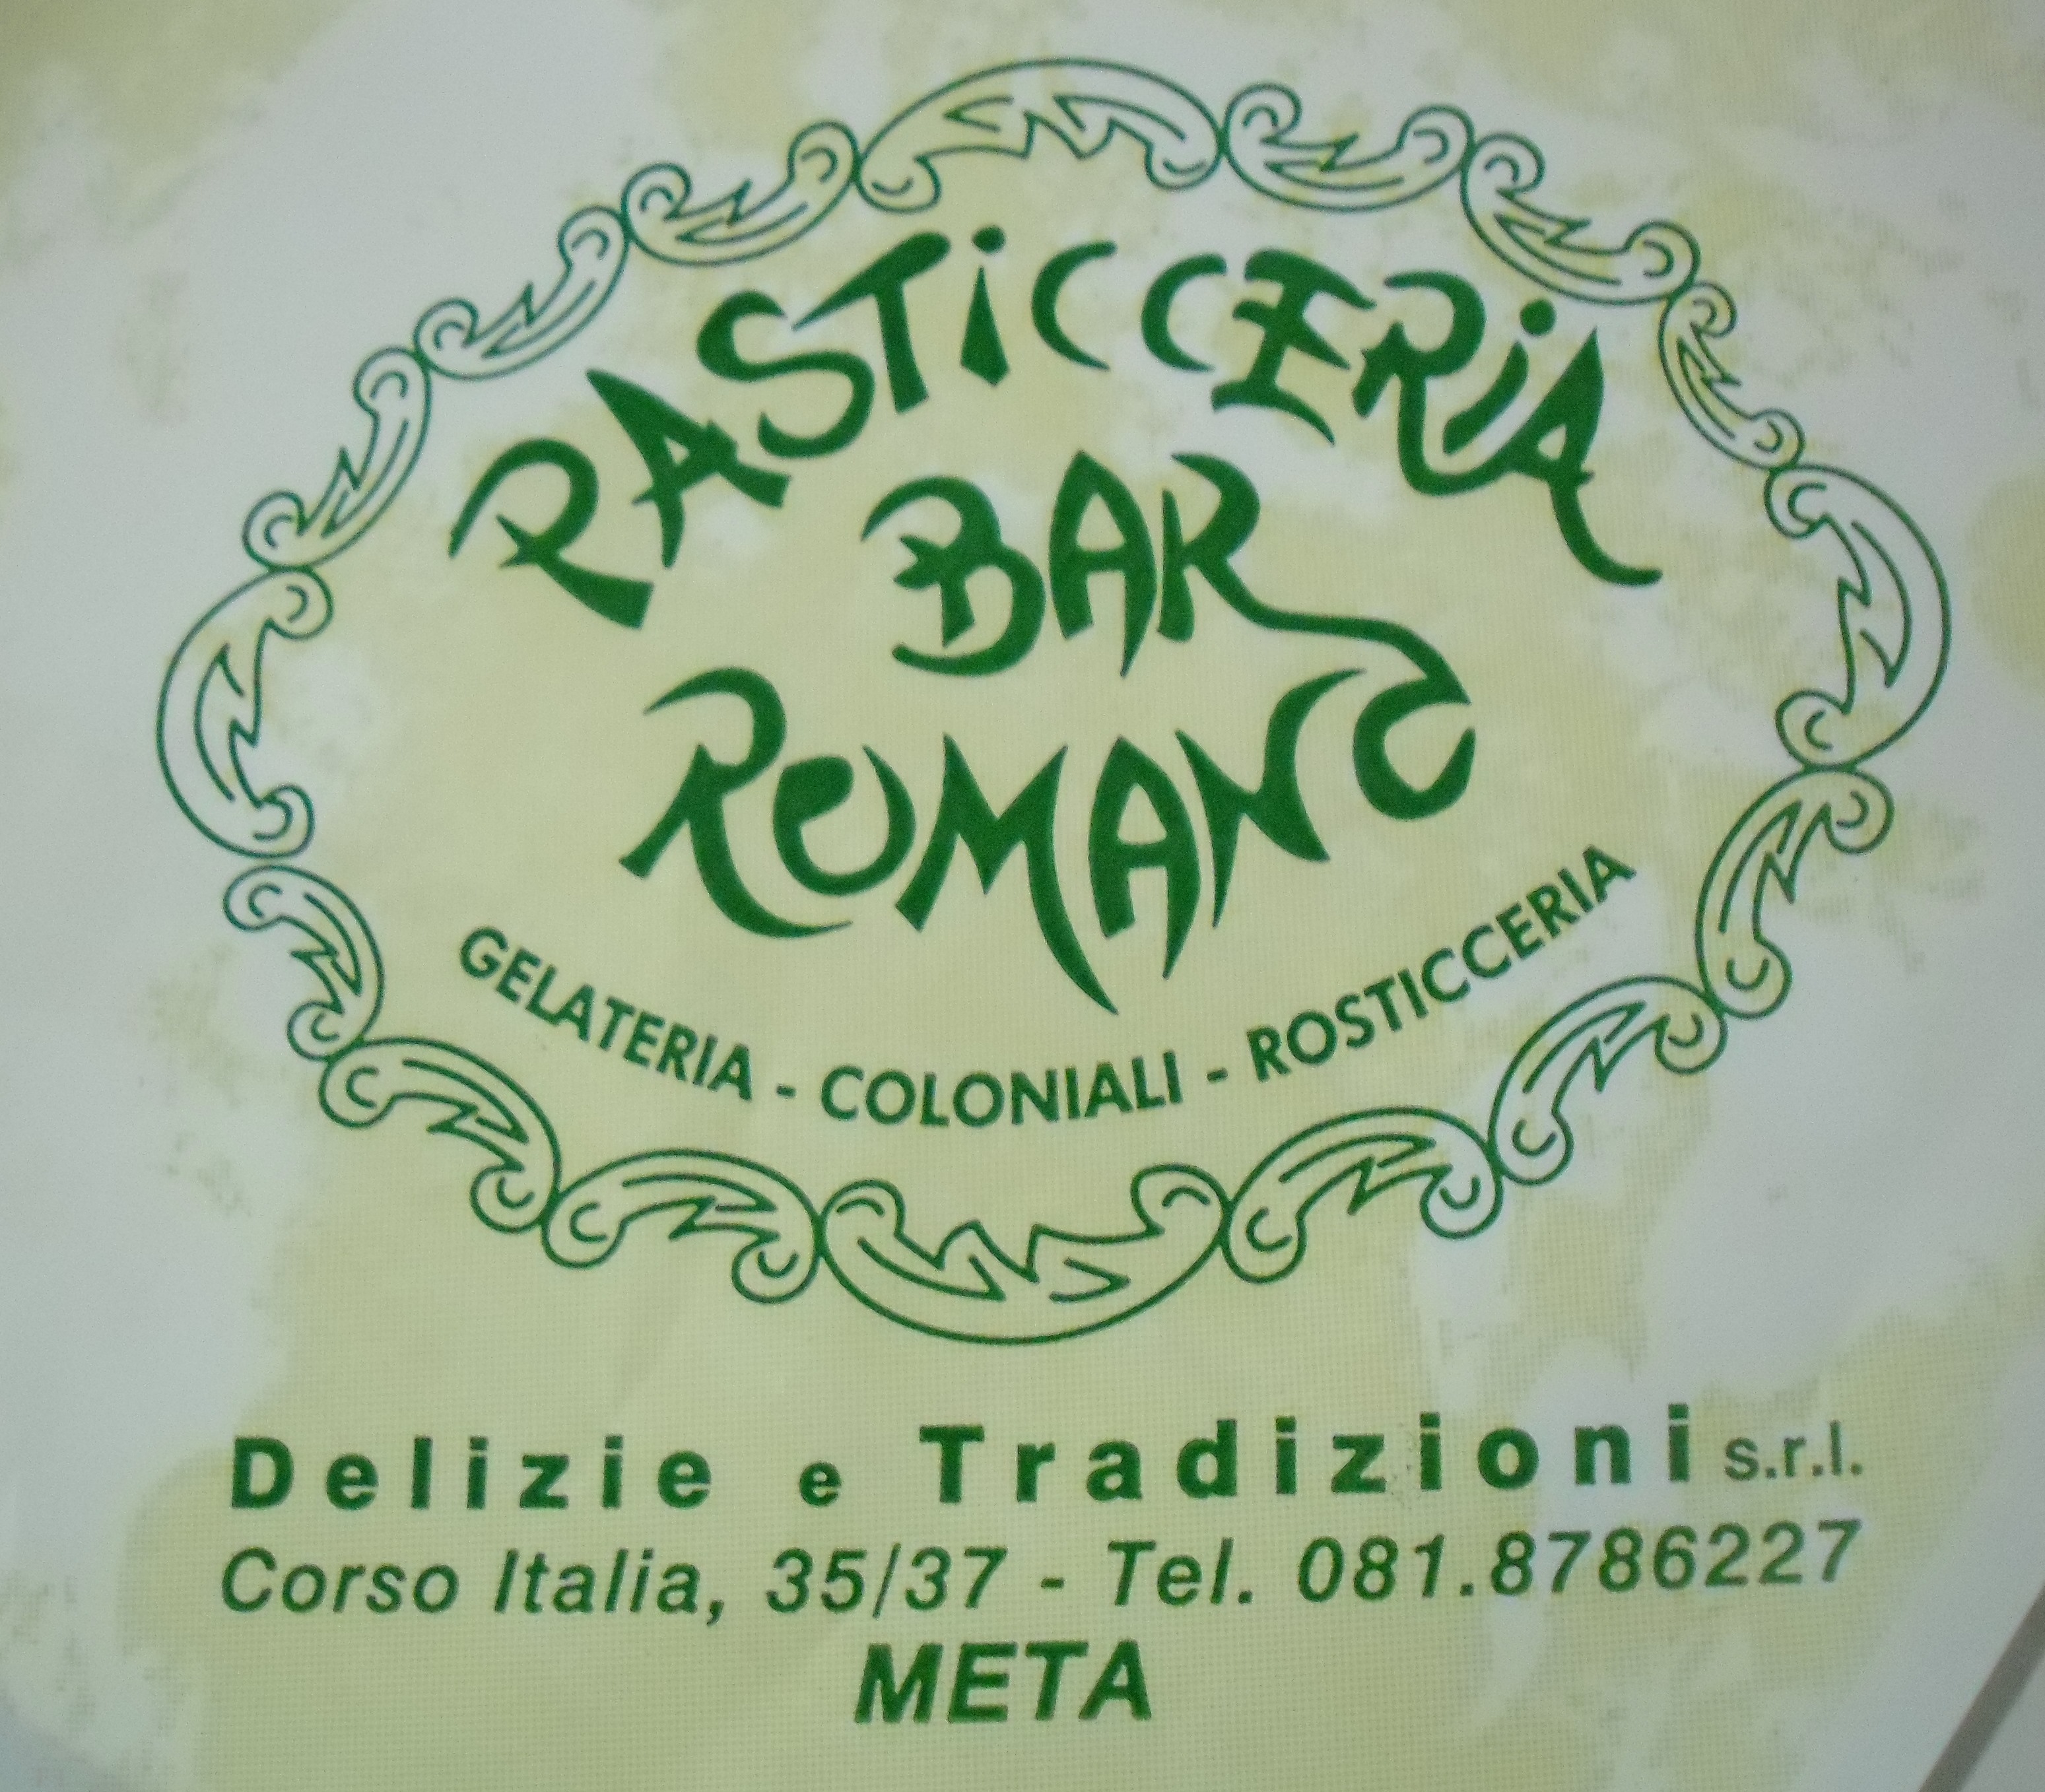 PASTiCCERiA
BAR
ROMANO
GELATERIA - COLONIALI - ROSTICCERIA
Delizie e Tradizioni s.r.l.
Corso Italia, 35/37 - Tel. 081.8786227
META